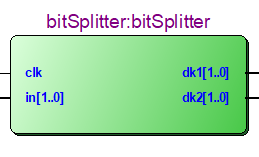 bitSplitter:bitSplitter
clk dk1[1..0]
in[1..0] dk2[1..0]